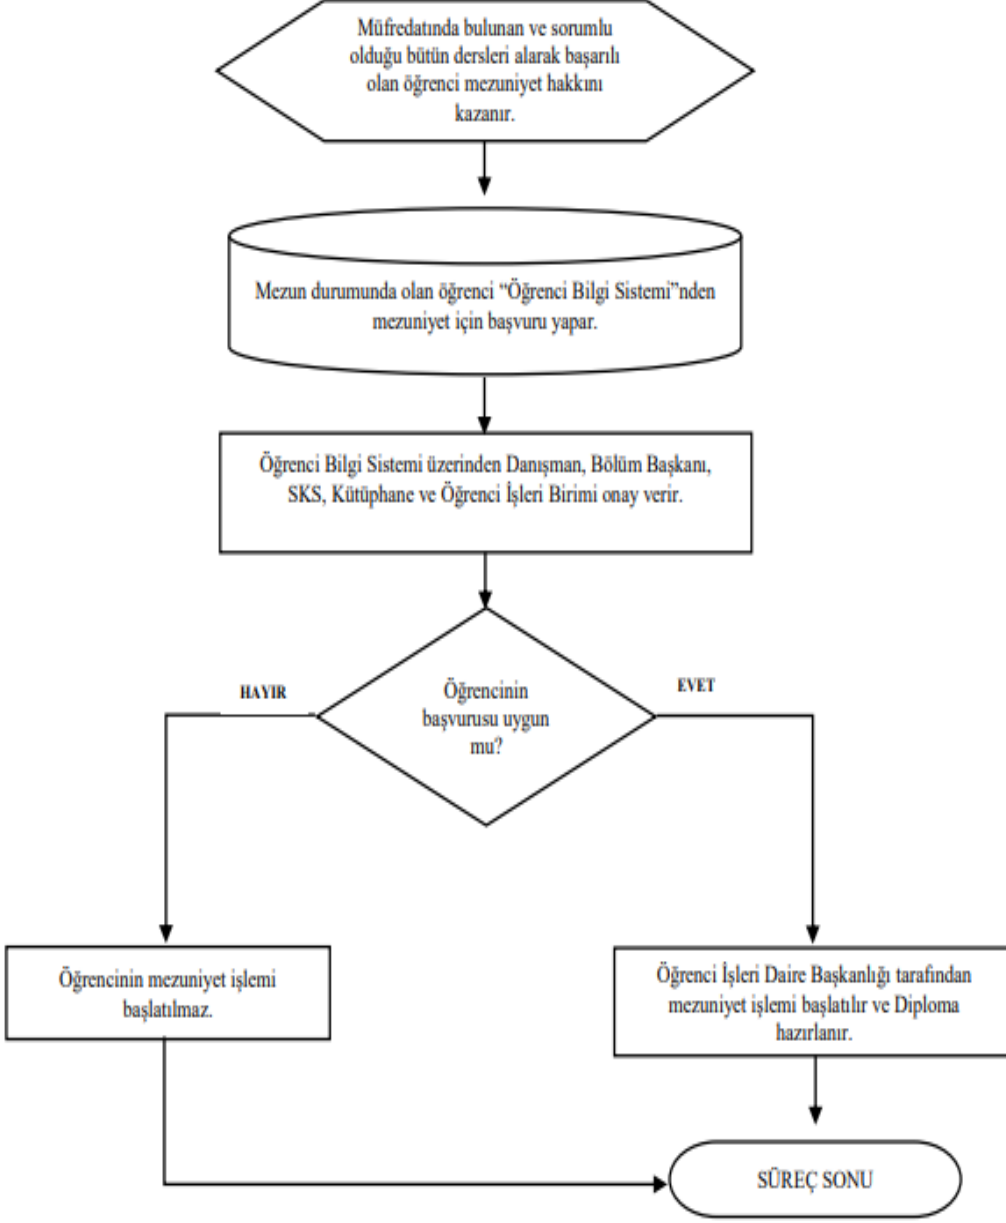 Müfredatında bulunan ve sorumlu
olduğu bütün dersleri alarak başarılı
olan öğrenci mezuniyet hakkını
kazanır.
Mezun durumunda olan öğrenci “Öğrenci Bilgi Sistemi”nden
mezuniyet için başvuru yapar.
Öğrenci Bilgi Sistemi üzerinden Danışman, Bölüm Başkanı,
SKS, Kütüphane ve Öğrenci İşleri Birimi onay verir.
HAYIR
EVET
Öğrencinin
başvurusu uygun
mu?
Öğrencinin mezuniyet işlemi
başlatılmaz.
Öğrenci İşleri Daire Başkanlığı tarafından
mezuniyet işlemi başlatılır ve Diploma
hazırlanır.
SÜREÇ SONU